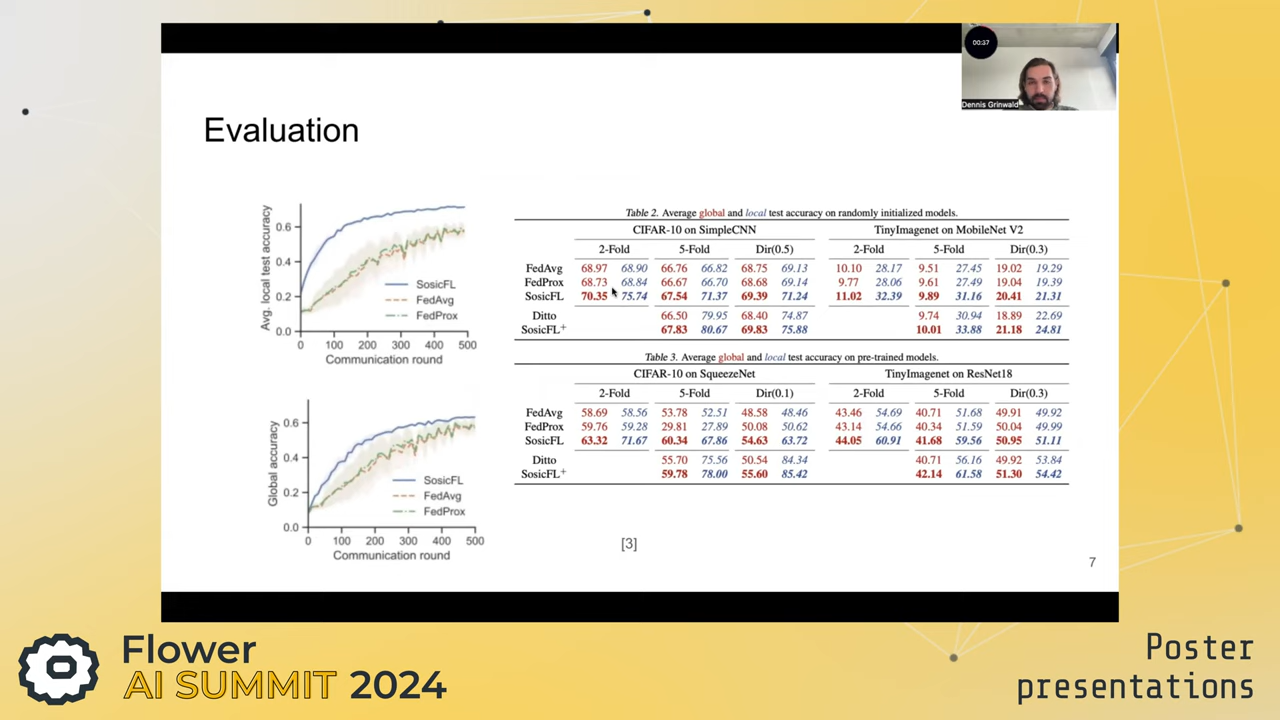 00:37
Dennis Grinwald
Evaluation
Avg. local test accuracy
0.6
0.4
0.2
0.0
SosicFL
FedAvg
FedProx
0 100 200 300 400 500
Communication round
Global accuracy
0.6
0.4
0.2
0.0
SosicFL
FedAvg
FedProx
0 100 200 300 400 500
Communication round
Table 2. Average global and local test accuracy on randomly initialized models.
CIFAR-10 on SimpleCNN TinyImagenet on MobileNet V2
2-Fold 5-Fold Dir(0.5) 2-Fold 5-Fold Dir(0.3)
FedAvg 68.97 68.90 66.76 66.82 68.75 69.13 10.10 28.17 9.51 27.45 19.02 19.29
FedProx 68.73 68.84 66.67 66.70 68.68 69.14 9.77 28.06 9.61 27.49 19.04 19.39
SosicFL 70.35 75.74 67.54 71.37 69.39 71.24 11.02 32.39 9.89 31.16 20.41 21.31
Ditto 66.50 79.95 68.40 74.87 9.74 30.94 18.89 22.69
SosicFL+ 67.83 80.67 69.83 75.88 10.01 33.88 21.18 24.81
Table 3. Average global and local test accuracy on pre-trained models.
CIFAR-10 on SqueezeNet TinyImagenet on ResNet18
2-Fold 5-Fold Dir(0.1) 2-Fold 5-Fold Dir(0.3)
FedAvg 58.69 58.56 53.78 52.51 48.58 48.46 43.46 54.69 40.71 51.68 49.91 49.92
FedProx 59.76 59.28 29.81 27.89 50.08 50.62 43.14 54.66 40.34 51.59 50.04 49.99
SosicFL 63.32 71.67 60.34 67.86 54.63 63.72 44.05 60.91 41.68 59.56 50.95 51.11
Ditto 55.70 75.56 50.54 84.34 40.71 56.16 49.92 53.84
SosicFL+ 59.78 78.00 55.60 85.42 42.14 61.58 51.30 54.42
[3]
7
Flower
AI SUMMIT 2024
Poster
presentations